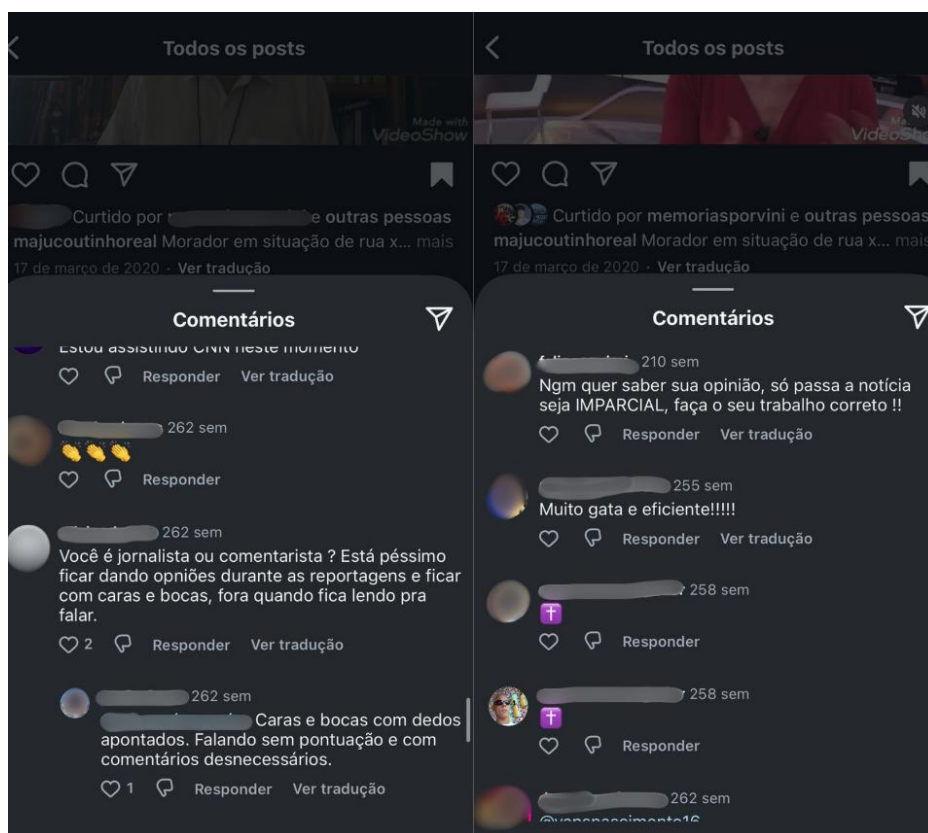 Todos os posts
Made with
VideoShow
Curtido por
e outras pessoas
majucoutinhoreal Morador em situação de rua x... mais
17 de março de 2020 · Ver tradução
Comentários
Estou assistindo CNN neste momento
Responder Ver tradução
262 sem
👏👏👏
Responder
262 sem
Você é jornalista ou comentarista ? Está péssimo
ficar dando opniões durante as reportagens e ficar
com caras e bocas, fora quando fica lendo pra
falar.
2 Responder Ver tradução
262 sem
Caras e bocas com dedos
apontados. Falando sem pontuação e com
comentários desnecessários.
1 Responder Ver tradução
Todos os posts
Ma
VideoSho
Curtido por memoriasporvini e outras pessoas
majucoutinhoreal Morador em situação de rua x... mais
17 de março de 2020 · Ver tradução
Comentários
210 sem
Ngm quer saber sua opinião, só passa a notícia
seja IMPARCIAL, faça o seu trabalho correto !!
Responder Ver tradução
255 sem
Muito gata e eficiente!!!!!
Responder Ver tradução
258 sem
✝️
Responder
258 sem
✝️
Responder
262 sem